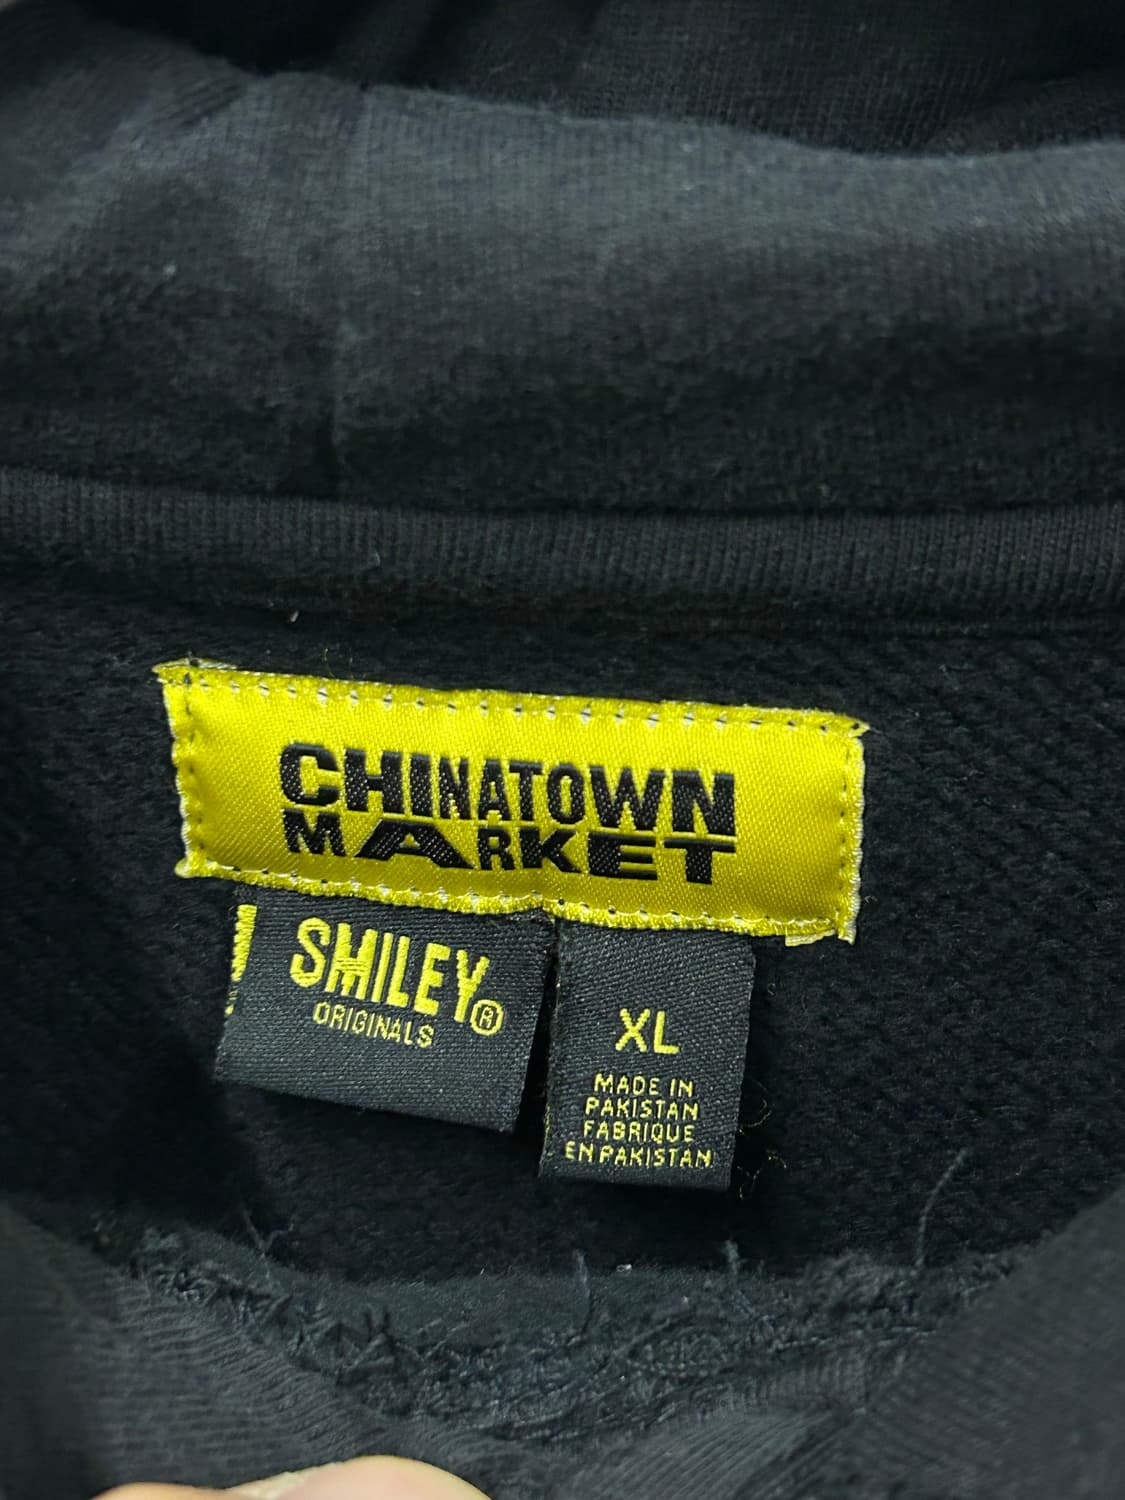 CHINATOWN
MARKET
SMILEY®
ORIGINALS
XL
MADE IN
PAKISTAN
FABRIQUE
EN PAKISTAN